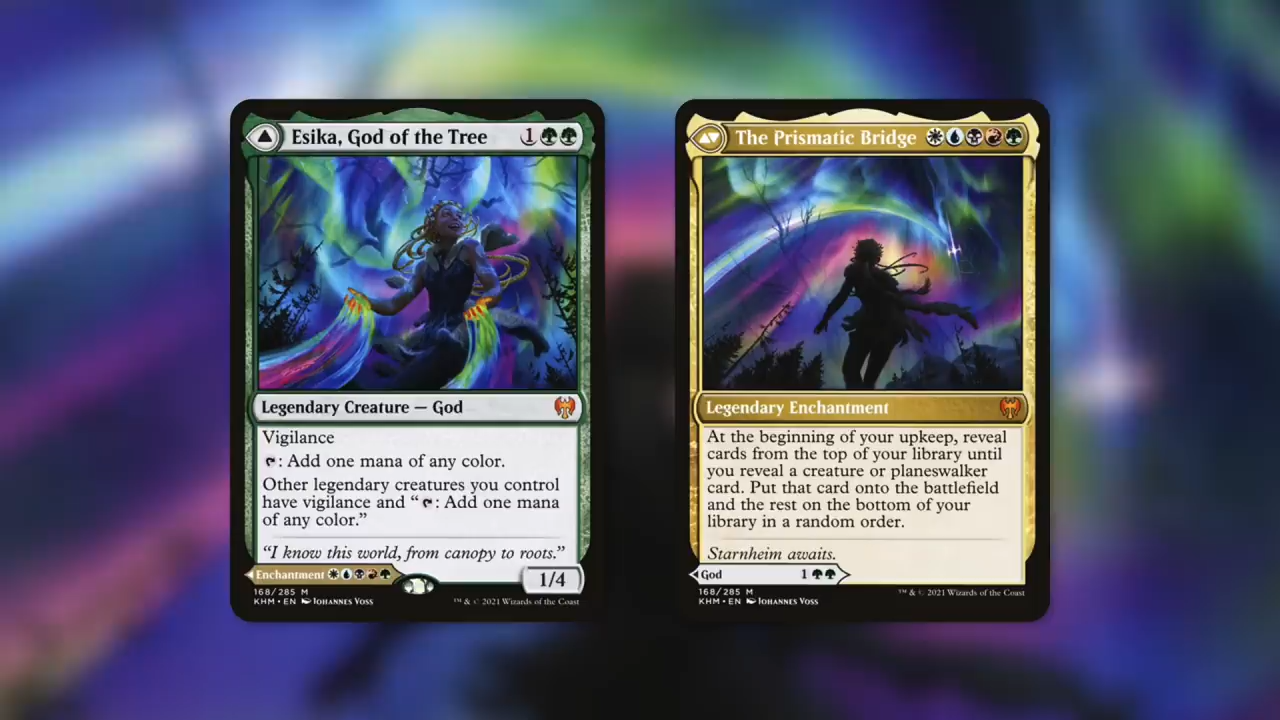 Esika, God of the Tree 1
Legendary Creature — God
Vigilance
: Add one mana of any color.
Other legendary creatures you control
have vigilance and “: Add one mana
of any color.”
“I know this world, from canopy to roots.”
Enchantment
1/4
168/285 M
KHM • EN Johannes Voss
™ & © 2021 Wizards of the Coast
The Prismatic Bridge
Legendary Enchantment
At the beginning of your upkeep, reveal
cards from the top of your library until
you reveal a creature or planeswalker
card. Put that card onto the battlefield
and the rest on the bottom of your
library in a random order.
Starnheim awaits.
God 1
168/285 M
KHM • EN Johannes Voss
™ & © 2021 Wizards of the Coast